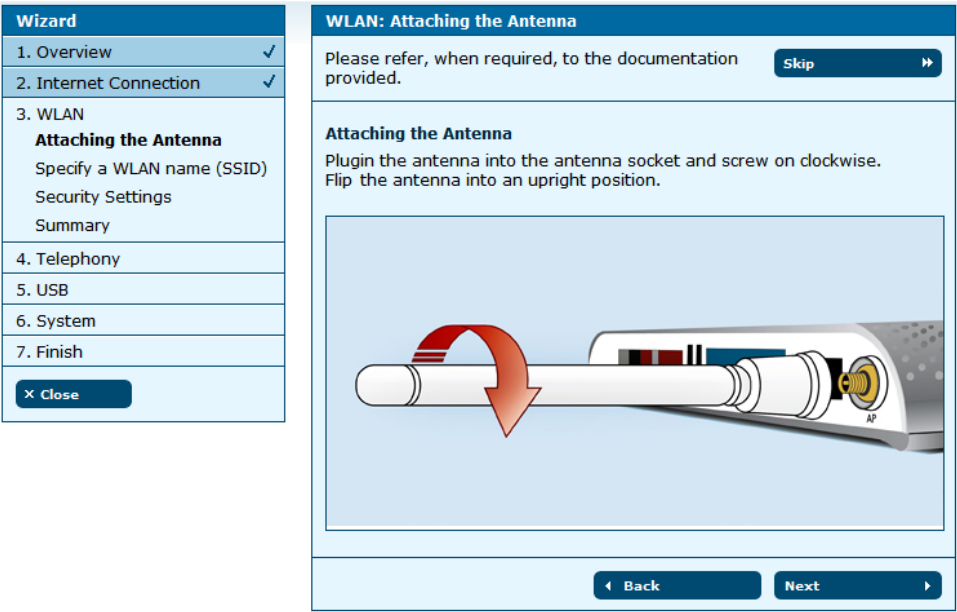 Wizard
1. Overview
2. Internet Connection
3. WLAN
Attaching the Antenna
Specify a WLAN name (SSID)
Security Settings
Summary
4. Telephony
5. USB
6. System
7. Finish
× Close
WLAN: Attaching the Antenna
Please refer, when required, to the documentation
provided.
Skip
Attaching the Antenna
Plugin the antenna into the antenna socket and screw on clockwise.
Flip the antenna into an upright position.
AP
Back
Next